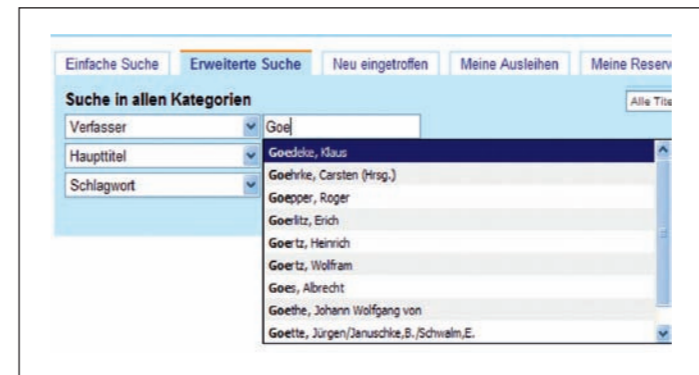 Einfache Suche Erweiterte Suche Neu eingetroffen Meine Ausleihen Meine Reserv
Suche in allen Kategorien Alle Tite
Verfasser Goe
Haupttitel Goedeke, Klaus
Goehrke, Carsten (Hrsg.)
Schlagwort Goepper, Roger
Goerlitz, Erich
Goertz, Heinrich
Goertz, Wolfram
Goes, Albrecht
Goethe, Johann Wolfgang von
Goette, Jürgen/Januschke,B./Schwalm,E.